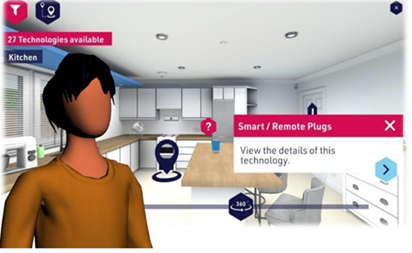 27 Technologies available
Kitchen
?
Smart / Remote Plugs
View the details of this
technology.
360°